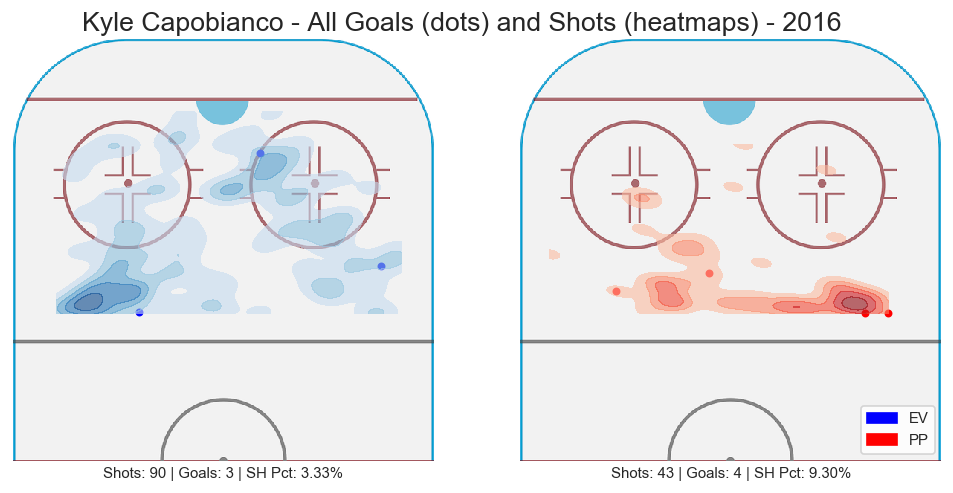 Kyle Capobianco - All Goals (dots) and Shots (heatmaps) - 2016
EV
PP
Shots: 90 | Goals: 3 | SH Pct: 3.33%
Shots: 43 | Goals: 4 | SH Pct: 9.30%